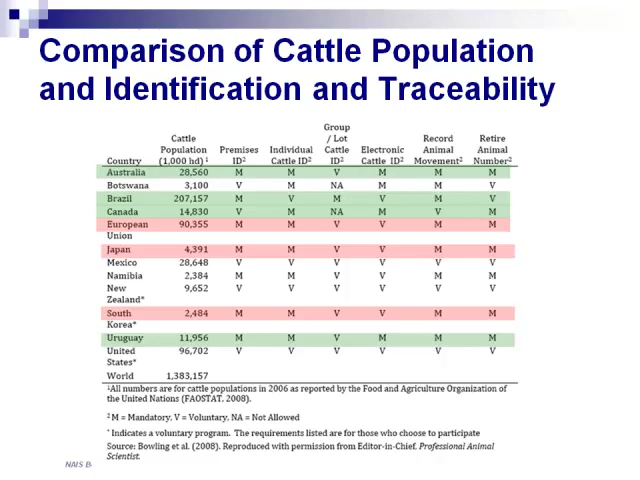 Comparison of Cattle Population
and Identification and Traceability
Group
Cattle / Lot Record Retire
Population Premises Individual Cattle Electronic Animal Animal
Country (1,000 hd) 1 ID2 Cattle ID2 ID2 Cattle ID2 Movement2 Number2
Australia 28,560 M M V M M M
Botswana 3,100 V M NA M M V
Brazil 207,157 M V M V M V
Canada 14,830 V M NA M V M
European 90,355 M M V V M M
Union
Japan 4,391 M M V V M M
Mexico 28,648 V V V V V V
Namibia 2,384 M M V V M M
New 9,652 V V V V V V
Zealand*
South 2,484 M M V V M M
Korea*
Uruguay 11,956 M M V M M M
United 96,702 V V V V V V
States*
World 1,383,157
1All numbers are for cattle populations in 2006 as reported by the Food and Agriculture Organization of
the United Nations (FAOSTAT, 2008).
2 M = Mandatory, V = Voluntary, NA = Not Allowed
* Indicates a voluntary program. The requirements listed are for those who choose to participate
Source: Bowling et al. (2008). Reproduced with permission from Editor-in-Chief. Professional Animal
Scientist.
NAIS B